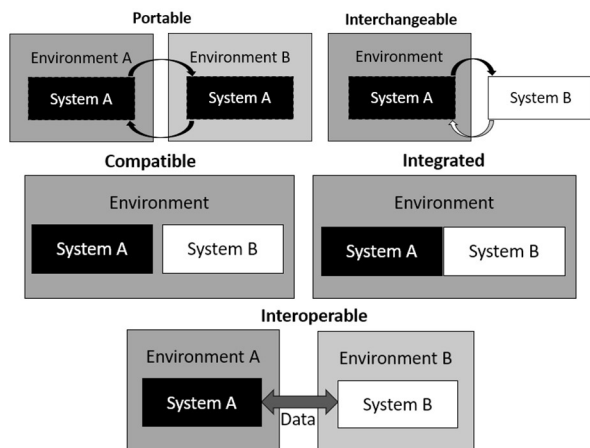 Portable
Environment A
Environment B
System A
System A
Interchangeable
Environment
System A
System B
Compatible
Environment
System A
System B
Integrated
Environment
System A
System B
Interoperable
Environment A
Environment B
System A
Data
System B